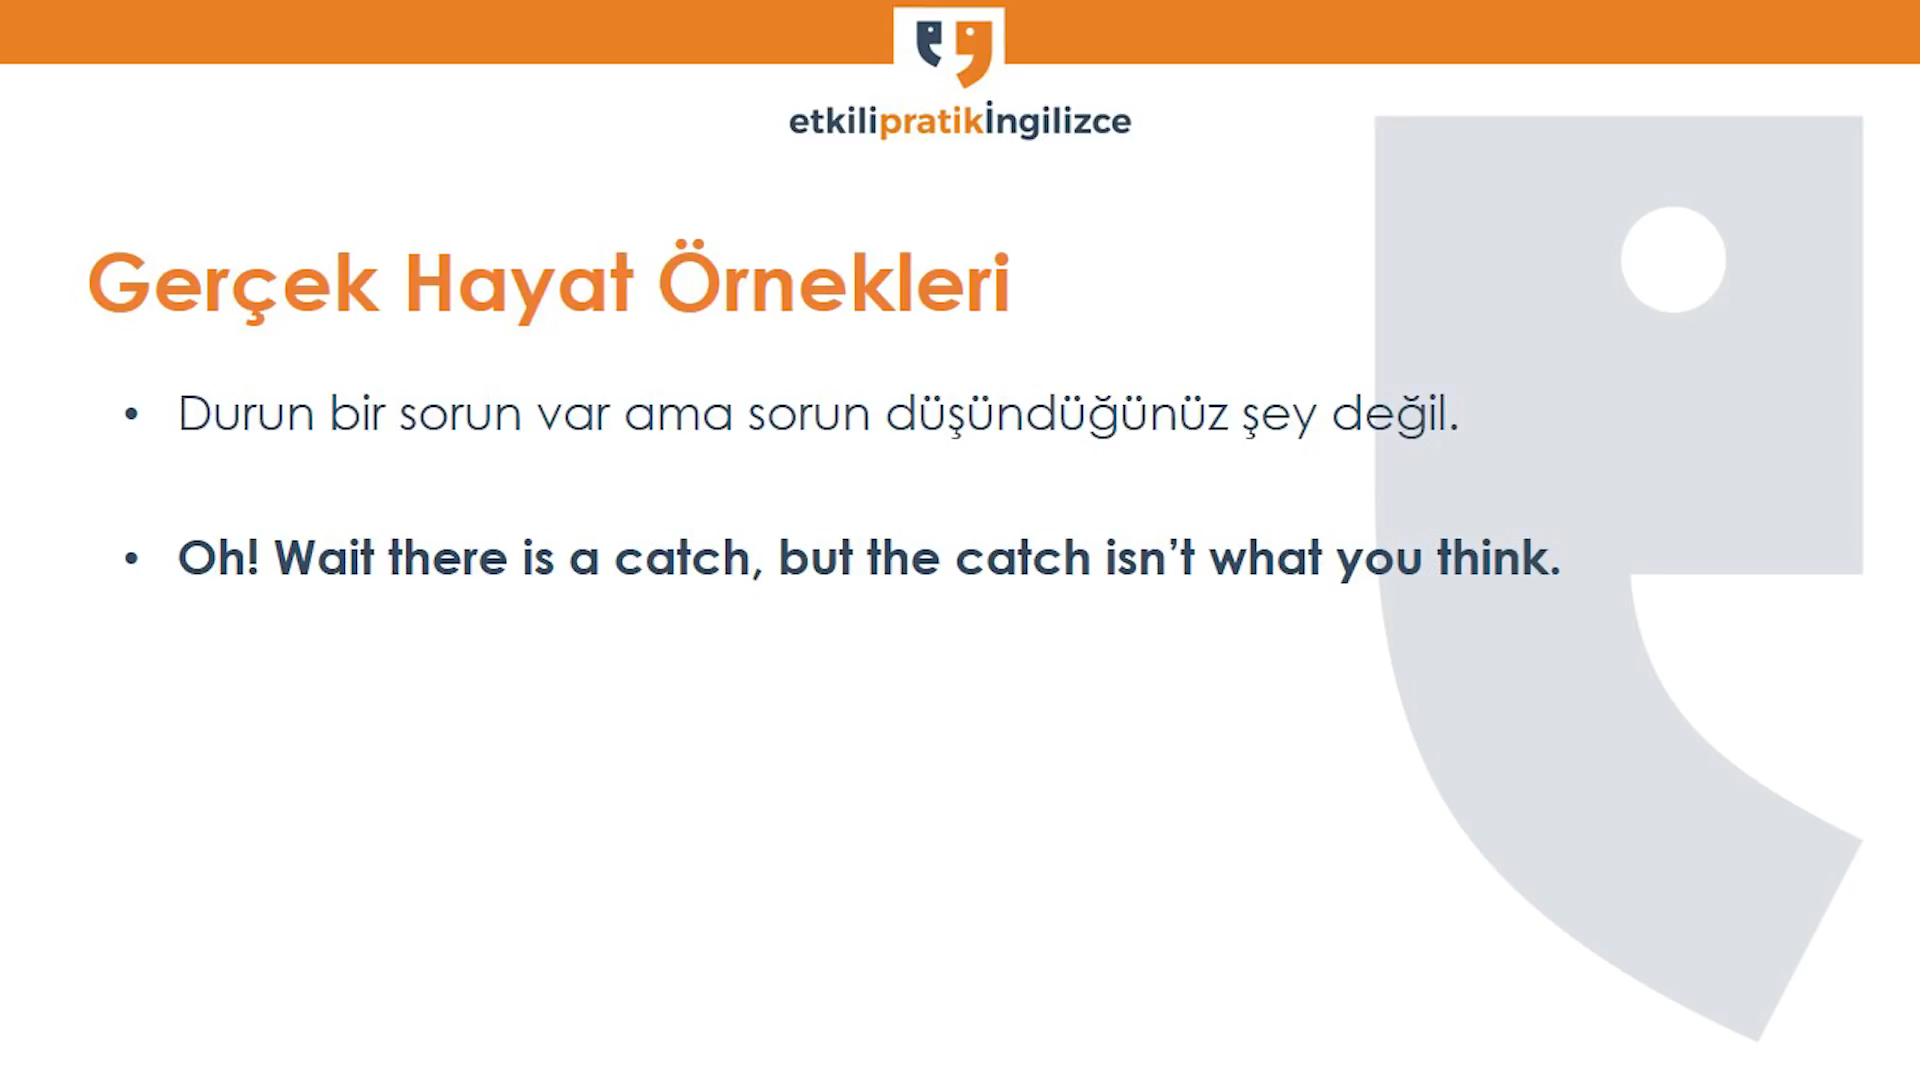 etkilipratikİngilizce
Gerçek Hayat Örnekleri
• Durun bir sorun var ama sorun düşündüğünüz şey değil.
• Oh! Wait there is a catch, but the catch isn’t what you think.